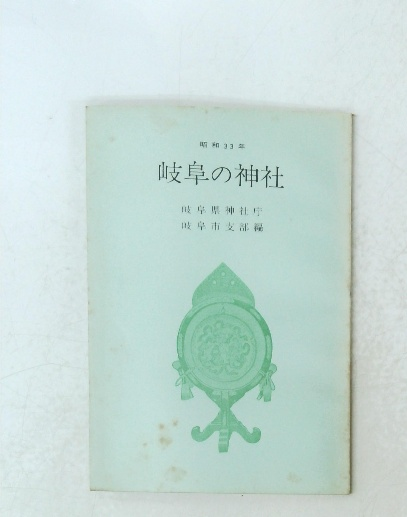 昭和33年
岐阜の神社
岐阜県神社庁
岐阜市支部編